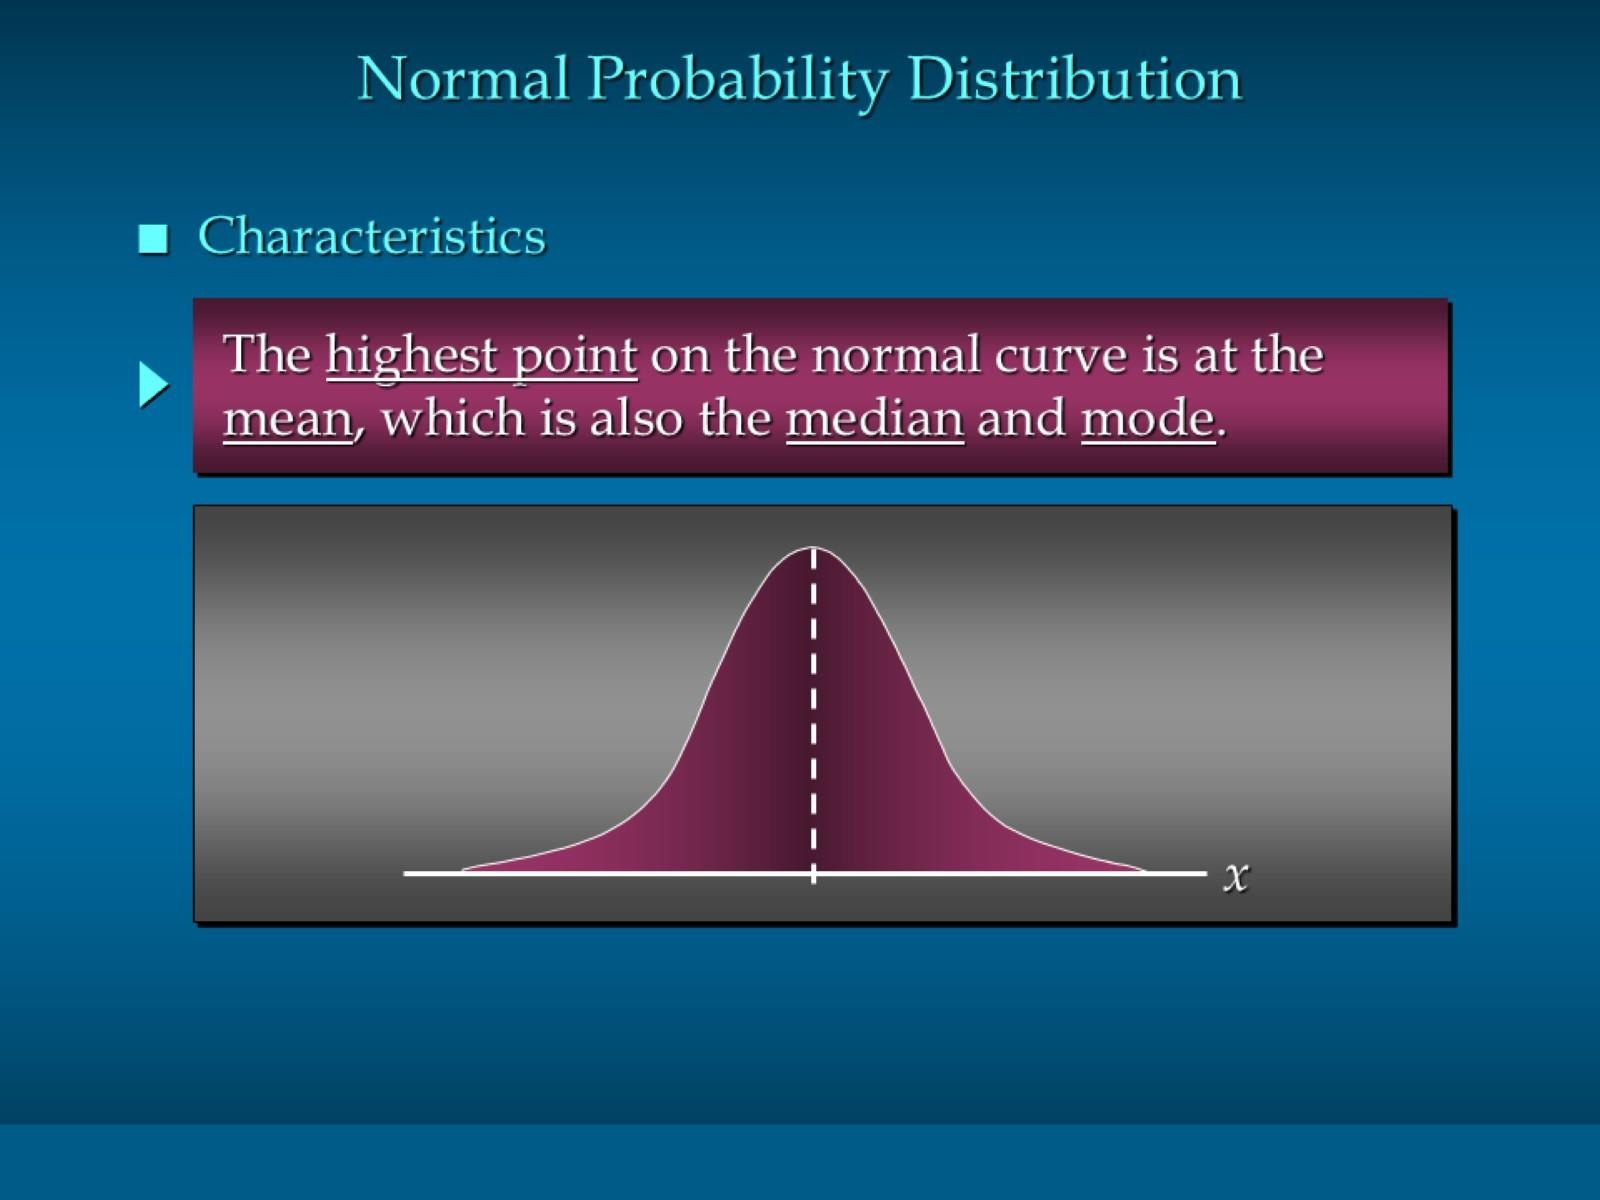 Normal Probability Distribution
Characteristics
The highest point on the normal curve is at the
mean, which is also the median and mode.
x